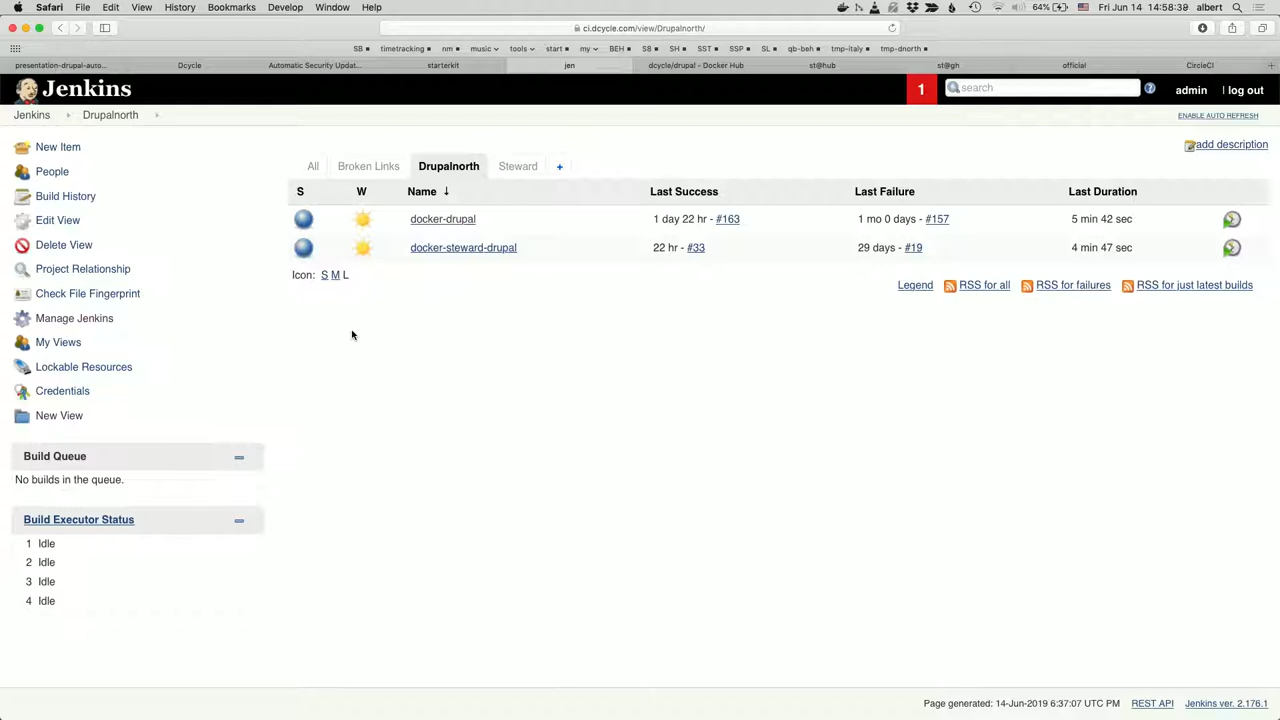 Safari File Edit View History Bookmarks Develop Window Help 64% Fri Jun 14 14:58:39 albert
ci.dcycle.com/view/Drupalnorth/
SB timetracking nm music tools start my BEH SB SH SST SSP SL qb-beh tmp-italy tmp-dnorth
presentation-drupal-auto... Dcycle Automatic Security Updat... starterkit jen dcycle/drupal - Docker Hub st@hub st@gh official CircleCI
Jenkins 1 search admin | log out
Jenkins Drupalnorth ENABLE AUTO REFRESH
add description
New Item
People
Build History
Edit View
Delete View
Project Relationship
Check File Fingerprint
Manage Jenkins
My Views
Lockable Resources
Credentials
New View
Build Queue
No builds in the queue.
Build Executor Status
1 Idle
2 Idle
3 Idle
4 Idle
All Broken Links Drupalnorth Steward +
S W Name ↓ Last Success Last Failure Last Duration
docker-drupal 1 day 22 hr - #163 1 mo 0 days - #157 5 min 42 sec
docker-steward-drupal 22 hr - #33 29 days - #19 4 min 47 sec
Icon: S M L
Legend RSS for all RSS for failures RSS for just latest builds
Page generated: 14-Jun-2019 6:37:07 UTC PM REST API Jenkins ver. 2.176.1